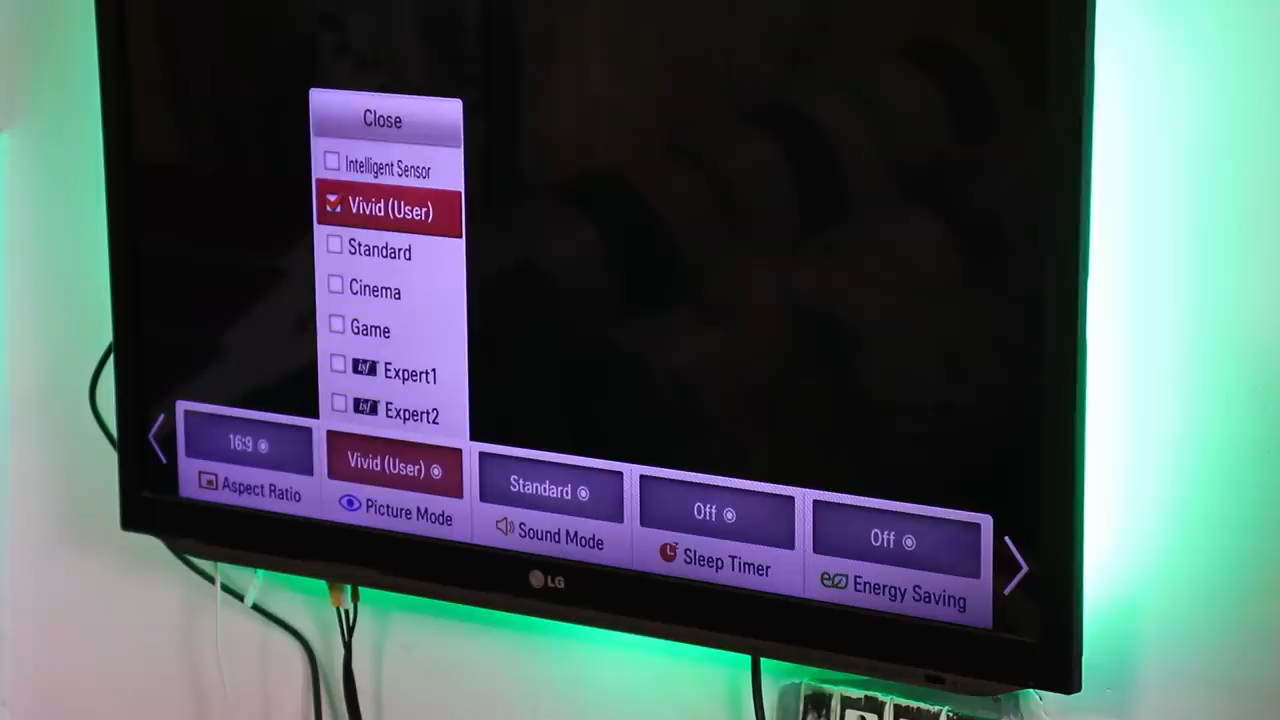 Close
Intelligent Sensor
Vivid (User)
Standard
Cinema
Game
isf Expert1
isf Expert2
16:9
Aspect Ratio
Vivid (User)
Picture Mode
Standard
Sound Mode
Off
Sleep Timer
Off
Energy Saving
LG